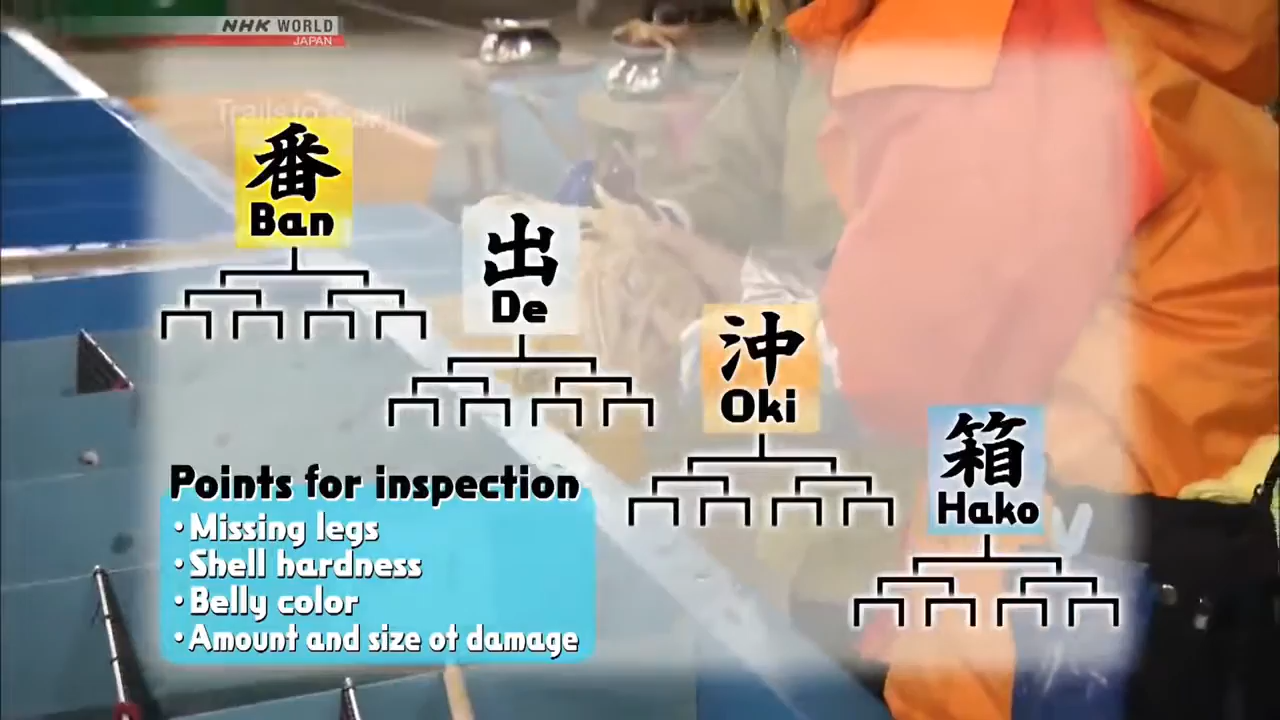 NHK WORLD
JAPAN
番
Ban
出
De
沖
Oki
箱
Hako
Points for inspection
・Missing legs
・Shell hardness
・Belly color
・Amount and size of damage